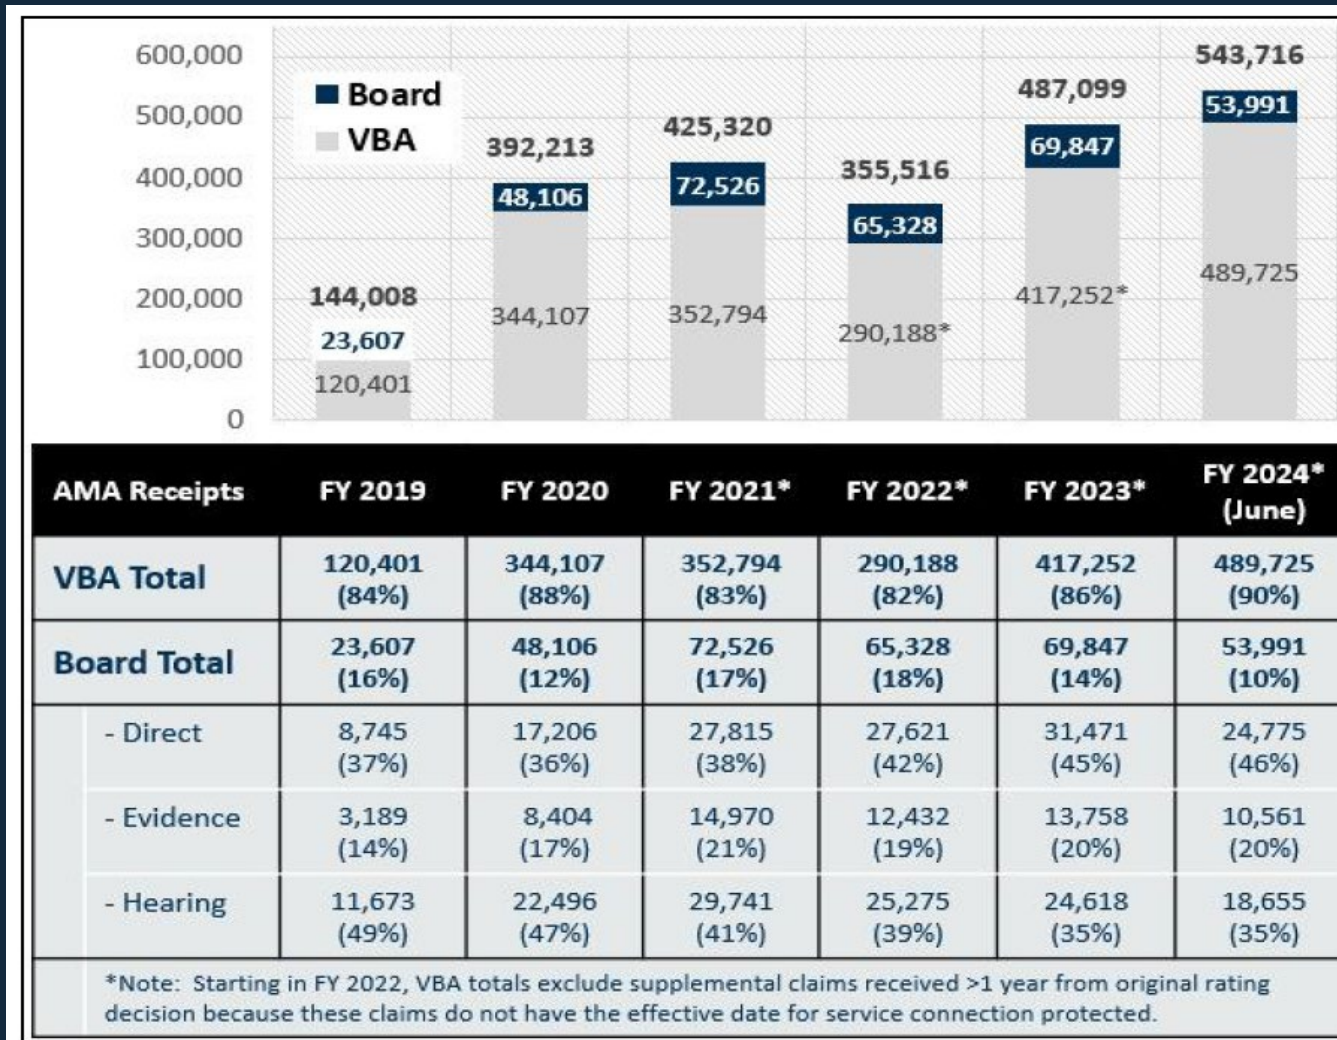 600,000
500,000
400,000
300,000
200,000
100,000
0
Board
VBA
144,008
23,607
120,401
392,213
48,106
344,107
425,320
72,526
352,794
355,516
65,328
290,188*
487,099
69,847
417,252*
543,716
53,991
489,725
AMA Receipts FY 2019 FY 2020 FY 2021* FY 2022* FY 2023* FY 2024*
(June)
VBA Total 120,401 344,107 352,794 290,188 417,252 489,725
(84%) (88%) (83%) (82%) (86%) (90%)
Board Total 23,607 48,106 72,526 65,328 69,847 53,991
(16%) (12%) (17%) (18%) (14%) (10%)
- Direct 8,745 17,206 27,815 27,621 31,471 24,775
(37%) (36%) (38%) (42%) (45%) (46%)
- Evidence 3,189 8,404 14,970 12,432 13,758 10,561
(14%) (17%) (21%) (19%) (20%) (20%)
- Hearing 11,673 22,496 29,741 25,275 24,618 18,655
(49%) (47%) (41%) (39%) (35%) (35%)
*Note: Starting in FY 2022, VBA totals exclude supplemental claims received >1 year from original rating
decision because these claims do not have the effective date for service connection protected.